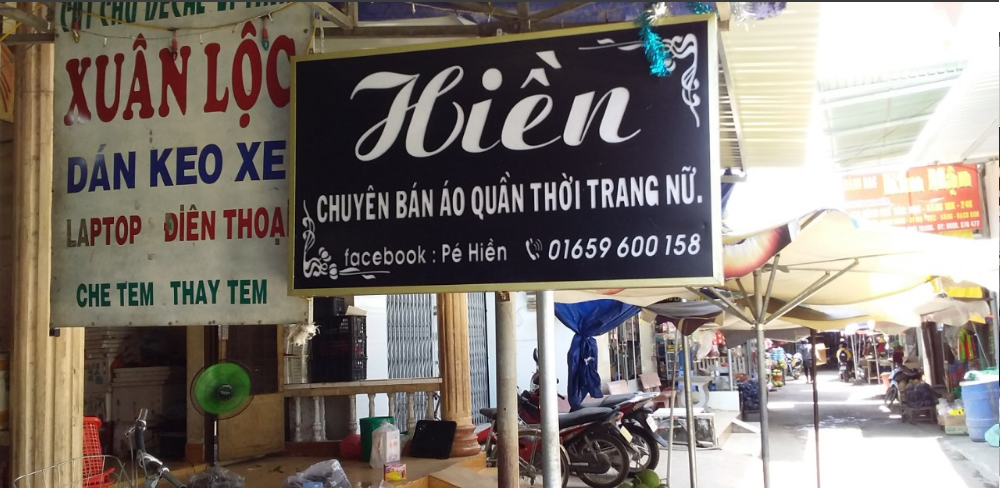 XUÂN LỘC
DÁN KEO XE
LAPTOP ĐIỆN THOẠI
CHE TEM THAY TEM
Hiền
CHUYÊN BÁN ÁO QUẦN THỜI TRANG NỮ.
facebook : Pé Hiền 01659 600 158